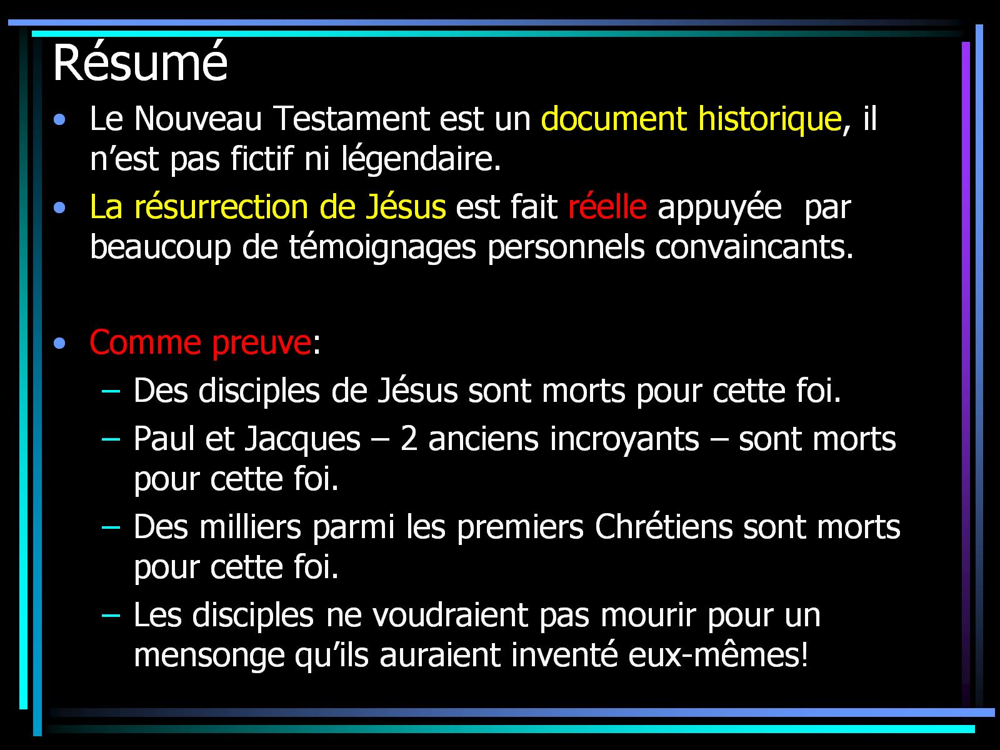 Résumé
• Le Nouveau Testament est un document historique, il
n’est pas fictif ni légendaire.
• La résurrection de Jésus est fait réelle appuyée  par
beaucoup de témoignages personnels convaincants.
• Comme preuve:
– Des disciples de Jésus sont morts pour cette foi.
– Paul et Jacques – 2 anciens incroyants – sont morts
pour cette foi.
– Des milliers parmi les premiers Chrétiens sont morts
pour cette foi.
– Les disciples ne voudraient pas mourir pour un
mensonge qu’ils auraient inventé eux-mêmes!